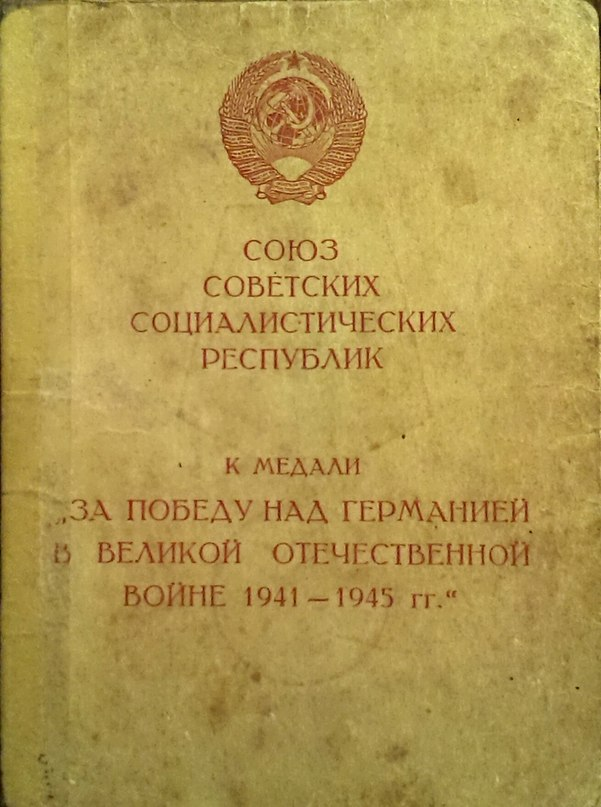 СОЮЗ
СОВЕТСКИХ
СОЦИАЛИСТИЧЕСКИХ
РЕСПУБЛИК
К МЕДАЛИ
„ЗА ПОБЕДУ НАД ГЕРМАНИЕЙ
В ВЕЛИКОЙ ОТЕЧЕСТВЕННОЙ
ВОЙНЕ 1941—1945 гг.“